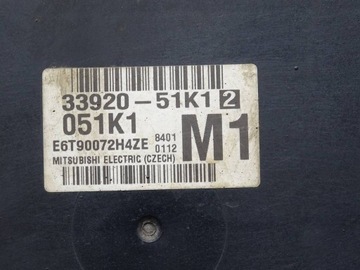 33920-51K1 2
051K1
E6T90072H4ZE 8401 0112
M1
MITSUBISHI ELECTRIC (CZECH)